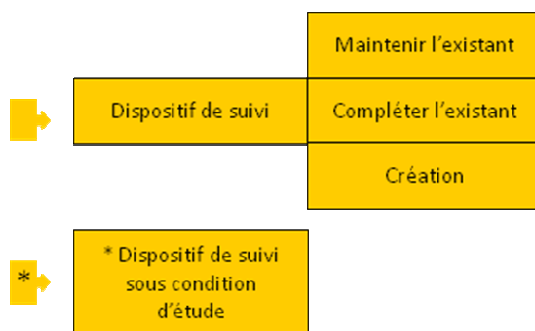 Maintenir l'existant
Dispositif de suivi
Compléter l'existant
Création
*
* Dispositif de suivi
sous condition
d'étude